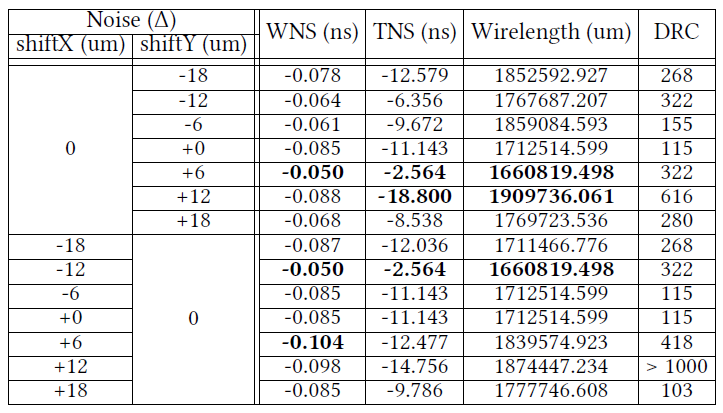 Noise (Δ) WNS (ns) TNS (ns) Wirelength (um) DRC
shiftX (um) shiftY (um)
-18 -0.078 -12.579 1852592.927 268
-12 -0.064 -6.356 1767687.207 322
-6 -0.061 -9.672 1859084.593 155
0 +0 -0.085 -11.143 1712514.599 115
+6 -0.050 -2.564 1660819.498 322
+12 -0.088 -18.800 1909736.061 616
+18 -0.068 -8.538 1769723.536 280
-18 -0.087 -12.036 1711466.776 268
-12 -0.050 -2.564 1660819.498 322
-6 -0.085 -11.143 1712514.599 115
+0 0 -0.085 -11.143 1712514.599 115
+6 -0.104 -12.477 1839574.923 418
+12 -0.098 -14.756 1874447.234 > 1000
+18 -0.085 -9.786 1777746.608 103